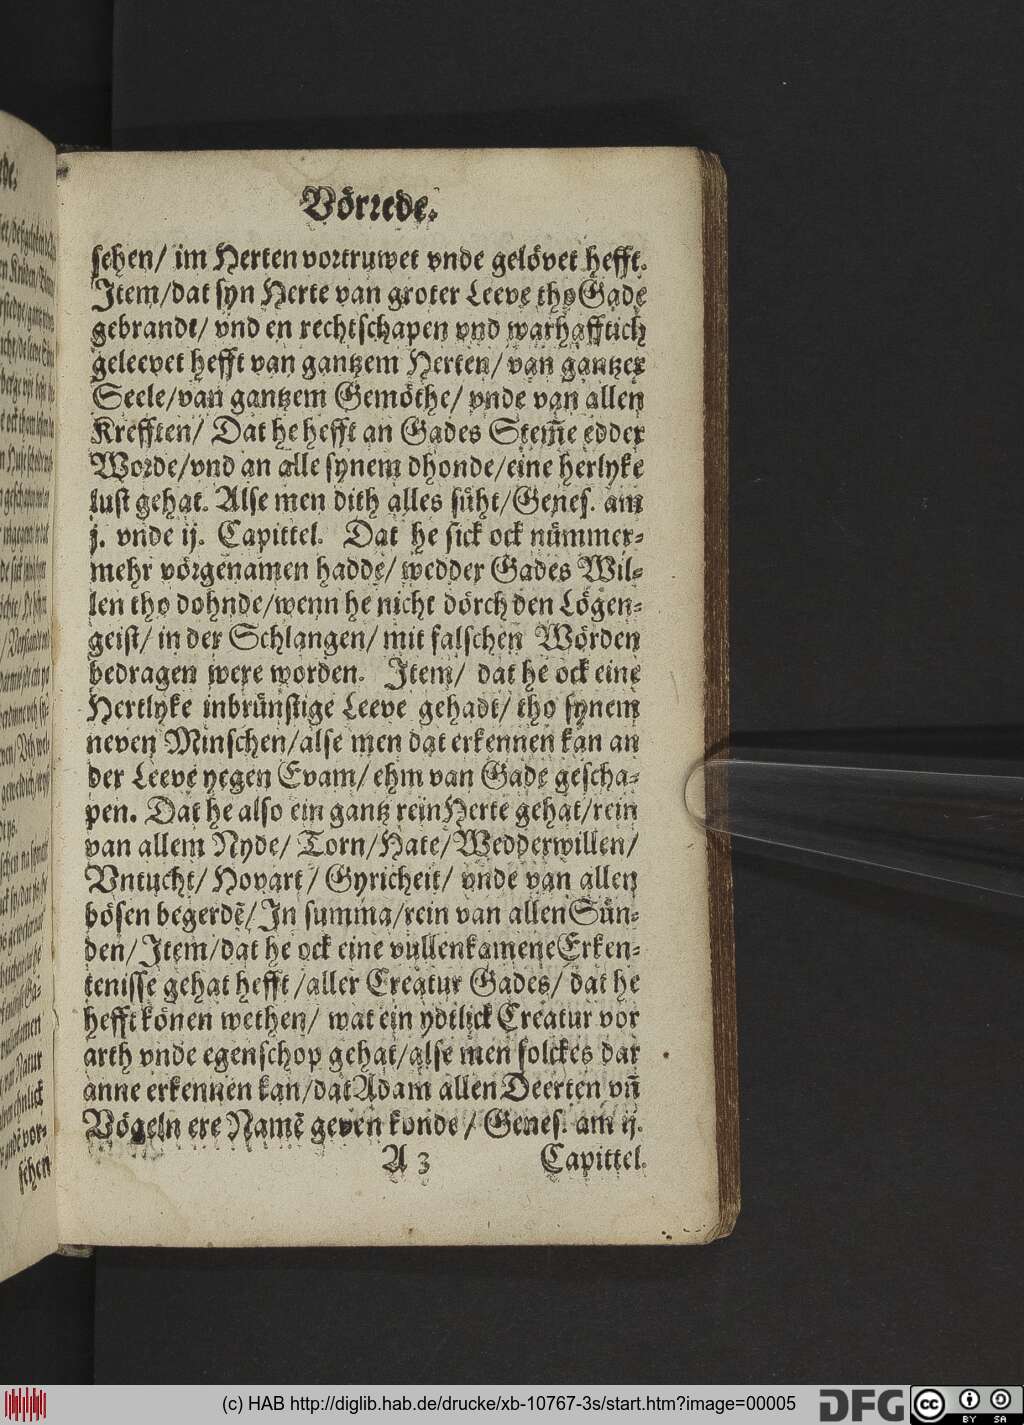 Vörrede.
sehen/ im Herten vortruwet vnde gelövet hefft.
Item/dat syn Herte van groter Leeve tho Gade
gebrandt/ vnd en rechtschapen vnd warhafftich
geleevet hefft van gantzem Herten/ van gantzer
Seele/van gantzem Gemöthe/ vnde van allen
Krefften/ Dat he hefft an Gades Stem̃e edder
Worde/vnd an alle synem dhonde/eine herlyke
lust gehat. Alse men dith alles süht/Genes. am
j. vnde ij. Capittel. Dat he sick ock nümmer-
mehr vörgenamen hadde/ wedder Gades Wil-
len tho dohnde/wenn he nicht dörch den Lögen-
geist/ in der Schlangen/ mit falschen Wörden
bedragen were worden. Item/ dat he ock eine
Hertlyke inbrünstige Leeve gehadt/ tho synem
neven Minschen/alse men dat erkennen kan an
der Leeve yegen Evam/ ehm van Gade gescha-
pen. Dat he also ein gantz rein Herte gehat/rein
van allem Nyde/ Torn/Hate/Wedderwillen/
Vntucht/ Hovart/ Gyricheit/ vnde van allen
bösen begerdẽ/ In summa/rein van allen Sün-
den/ Item/dat he ock eine vullenkamene Erken-
tenisse gehat hefft /aller Creatur Gades/ dat he
hefft könen wethen/ wat ein ydtlick Creatur vor
arth vnde egenschop gehat/alse men solckes dar
anne erkennen kan/dat Adam allen Deerten vñ
Vögeln ere Namẽ geven konde/ Genes. am ij.
A 3 Capittel.
(c) HAB http://diglib.hab.de/drucke/xb-10767-3s/start.htm?image=00005
DFG
cc BY SA